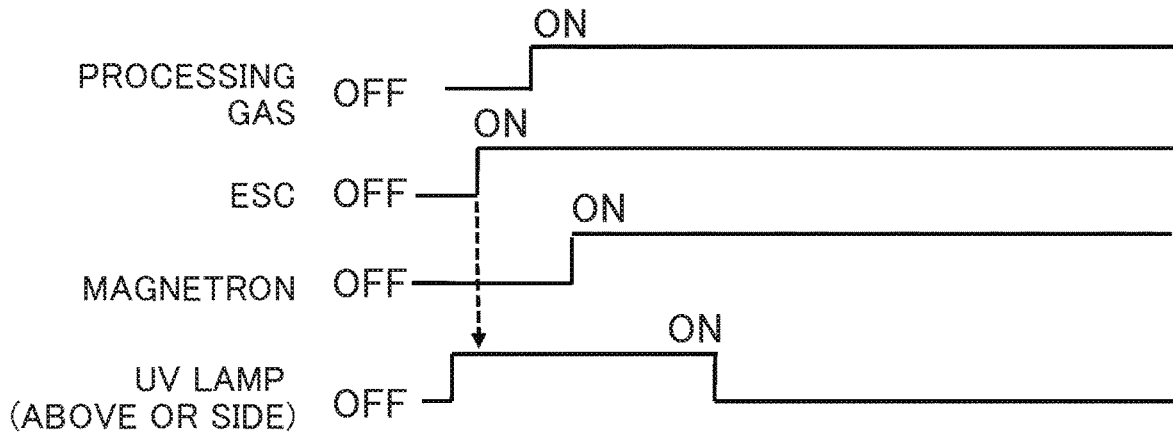 ON
PROCESSING
GAS
OFF
ON
ESC
OFF
ON
MAGNETRON
OFF
ON
UV LAMP
(ABOVE OR SIDE)
OFF